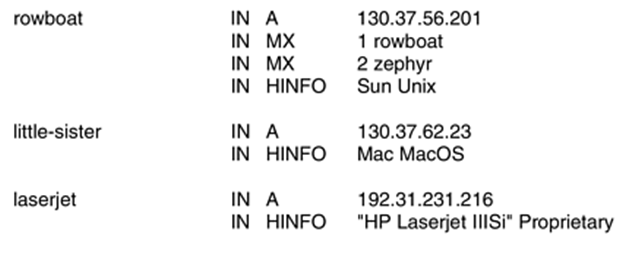 rowboat IN A 130.37.56.201
IN MX 1 rowboat
IN MX 2 zephyr
IN HINFO Sun Unix
little-sister IN A 130.37.62.23
IN HINFO Mac MacOS
laserjet IN A 192.31.231.216
IN HINFO "HP Laserjet IIISi" Proprietary